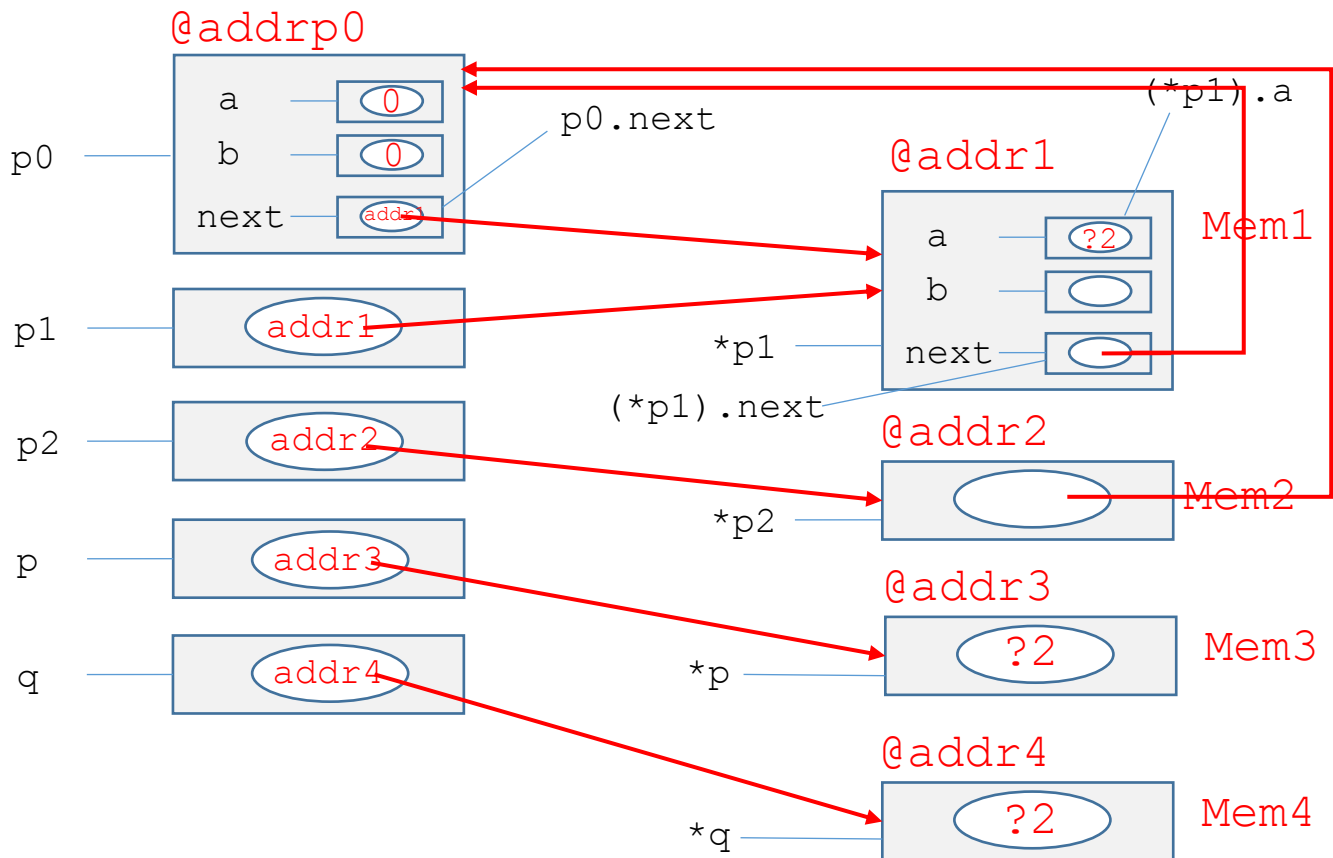 @addrp0
a
0
(*p1).a
p0.next
b
0
p0
@addr1
next
addr1
Mem1
a
?2
b
p1
addr1
*p1
next
(*p1).next
p2
addr2
@addr2
Mem2
*p2
p
addr3
@addr3
?2
Mem3
*p
q
addr4
@addr4
?2
Mem4
*q